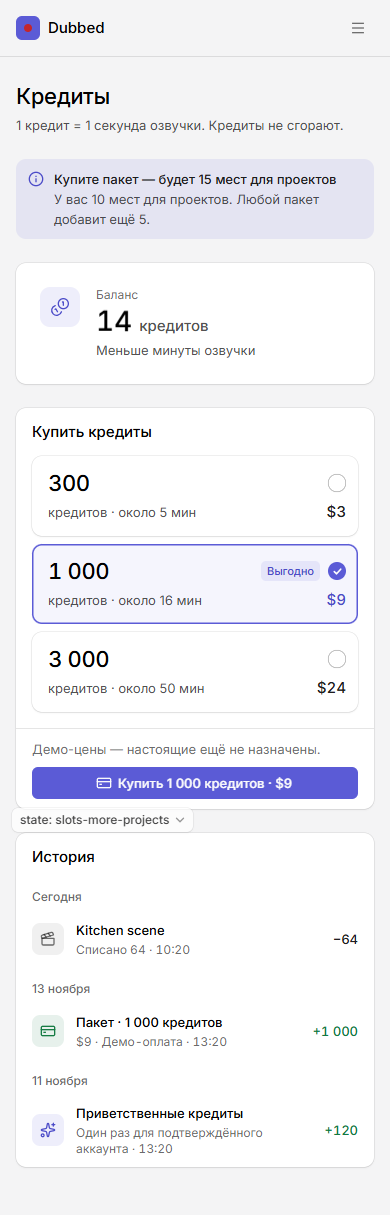 Dubbed
Кредиты
1 кредит = 1 секунда озвучки. Кредиты не сгорают.
Купите пакет — будет 15 мест для проектов
У вас 10 мест для проектов. Любой пакет
добавит ещё 5.
Баланс
14 кредитов
Меньше минуты озвучки
Купить кредиты
300
кредитов · около 5 мин
$3
1 000
Выгодно
кредитов · около 16 мин
$9
3 000
кредитов · около 50 мин
$24
Демо-цены — настоящие ещё не назначены.
Купить 1 000 кредитов · $9
state: slots-more-projects
История
Сегодня
Kitchen scene
Списано 64 · 10:20
−64
13 ноября
Пакет · 1 000 кредитов
$9 · Демо-оплата · 13:20
+1 000
11 ноября
Приветственные кредиты
Один раз для подтверждённого
аккаунта · 13:20
+120